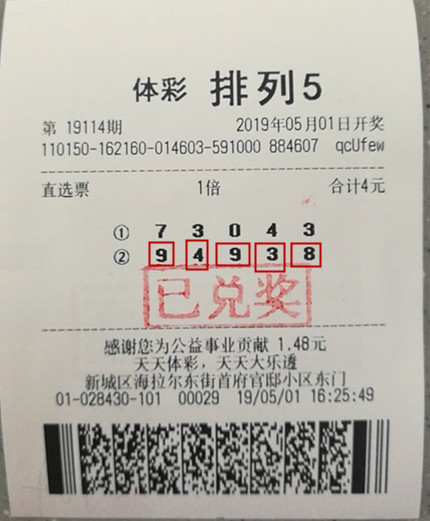 体彩 排列5
第 19114期 2019年05月01日开奖
110150-162160-014603-591000 884607 qcUfew
直选票 1倍 合计4元
① 7 3 0 4 3
② 9 4 9 3 8
已兑奖
感谢您为公益事业贡献 1.48元
天天体彩，天天大乐透
新城区海拉尔东街首府官邸小区东门
01-028430-101 00029 19/05/01 16:25:49